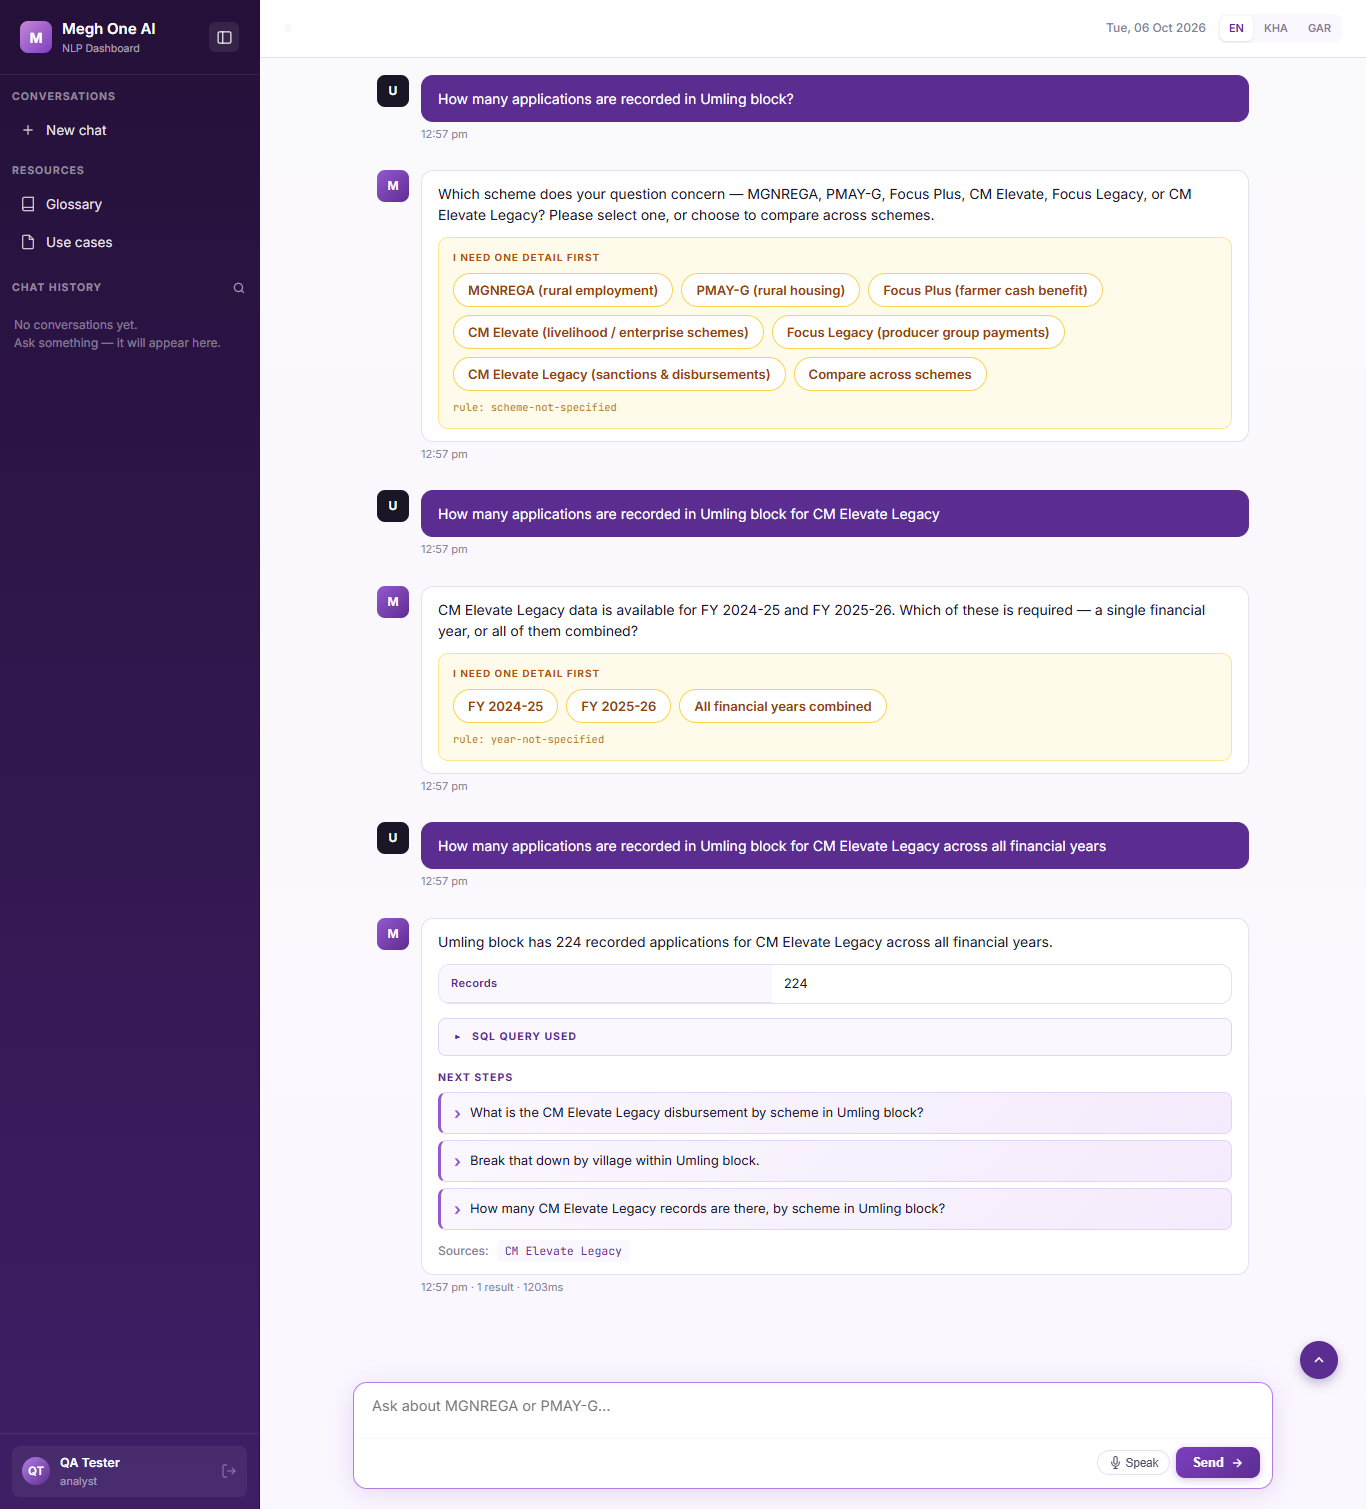 M
Megh One AI
NLP Dashboard
CONVERSATIONS
New chat
RESOURCES
Glossary
Use cases
CHAT HISTORY
No conversations yet.
Ask something — it will appear here.
QT
QA Tester
analyst
Tue, 06 Oct 2026
EN KHA GAR
U
How many applications are recorded in Umling block?
12:57 pm
M
Which scheme does your question concern — MGNREGA, PMAY-G, Focus Plus, CM Elevate, Focus Legacy, or CM
Elevate Legacy? Please select one, or choose to compare across schemes.
I NEED ONE DETAIL FIRST
MGNREGA (rural employment) PMAY-G (rural housing) Focus Plus (farmer cash benefit)
CM Elevate (livelihood / enterprise schemes) Focus Legacy (producer group payments)
CM Elevate Legacy (sanctions & disbursements) Compare across schemes
rule: scheme-not-specified
12:57 pm
U
How many applications are recorded in Umling block for CM Elevate Legacy
12:57 pm
M
CM Elevate Legacy data is available for FY 2024-25 and FY 2025-26. Which of these is required — a single financial
year, or all of them combined?
I NEED ONE DETAIL FIRST
FY 2024-25 FY 2025-26 All financial years combined
rule: year-not-specified
12:57 pm
U
How many applications are recorded in Umling block for CM Elevate Legacy across all financial years
12:57 pm
M
Umling block has 224 recorded applications for CM Elevate Legacy across all financial years.
Records 224
SQL QUERY USED
NEXT STEPS
What is the CM Elevate Legacy disbursement by scheme in Umling block?
Break that down by village within Umling block.
How many CM Elevate Legacy records are there, by scheme in Umling block?
Sources: CM Elevate Legacy
12:57 pm · 1 result · 1203ms
Ask about MGNREGA or PMAY-G...
Speak
Send →